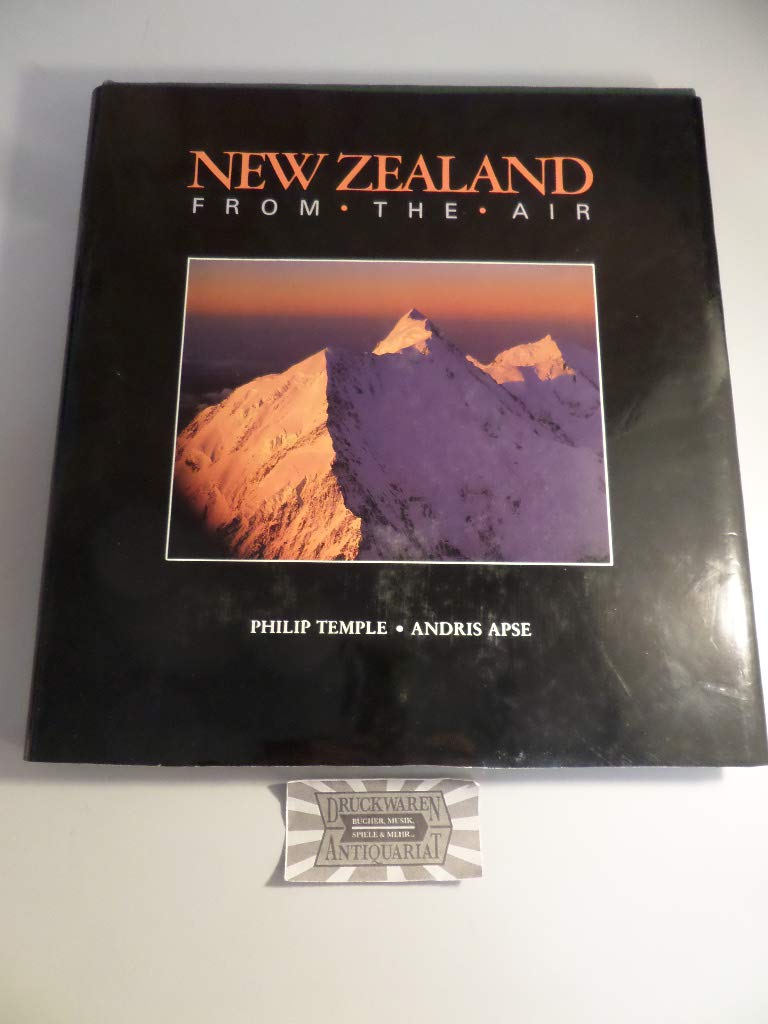 NEW ZEALAND
FROM • THE • AIR
PHILIP TEMPLE • ANDRIS APSE
DRUCKWAREN
BÜCHER, MUSIK,
SPIELE & MEHR...
ANTIQUARIAT